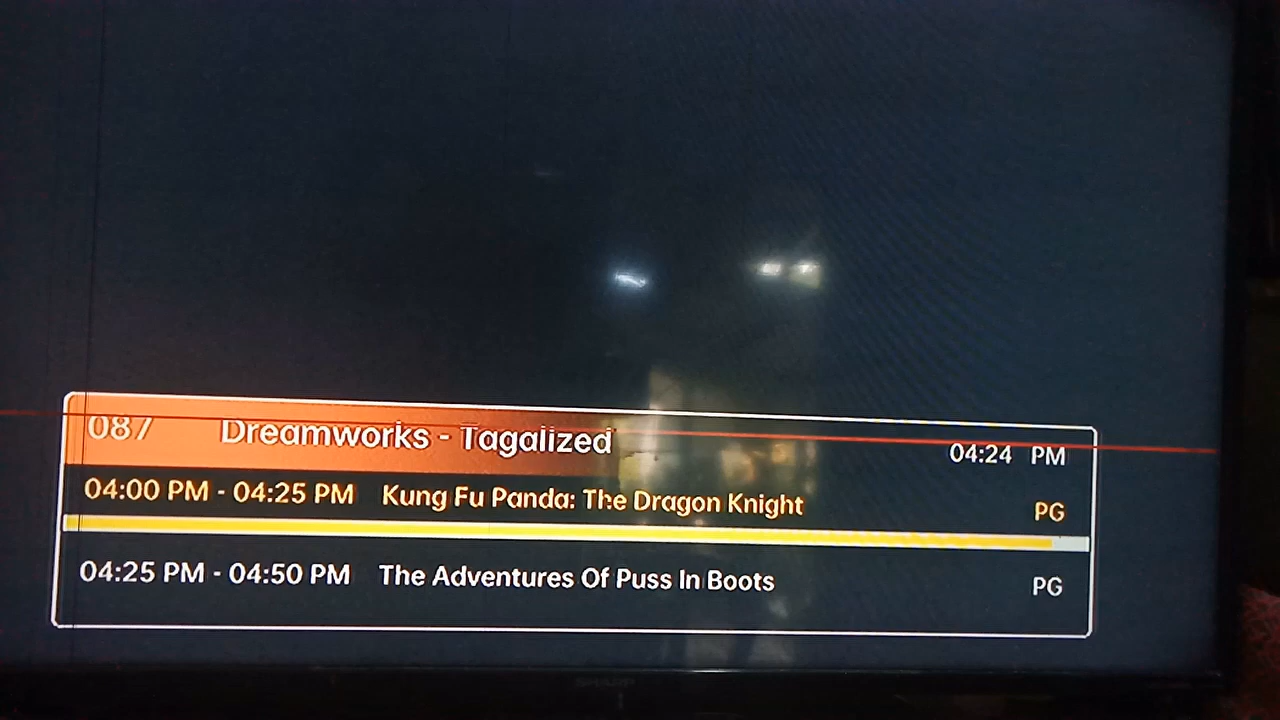 087 Dreamworks - Tagalized 04:24 PM
04:00 PM - 04:25 PM Kung Fu Panda: The Dragon Knight PG
04:25 PM - 04:50 PM The Adventures Of Puss In Boots PG
SHARP